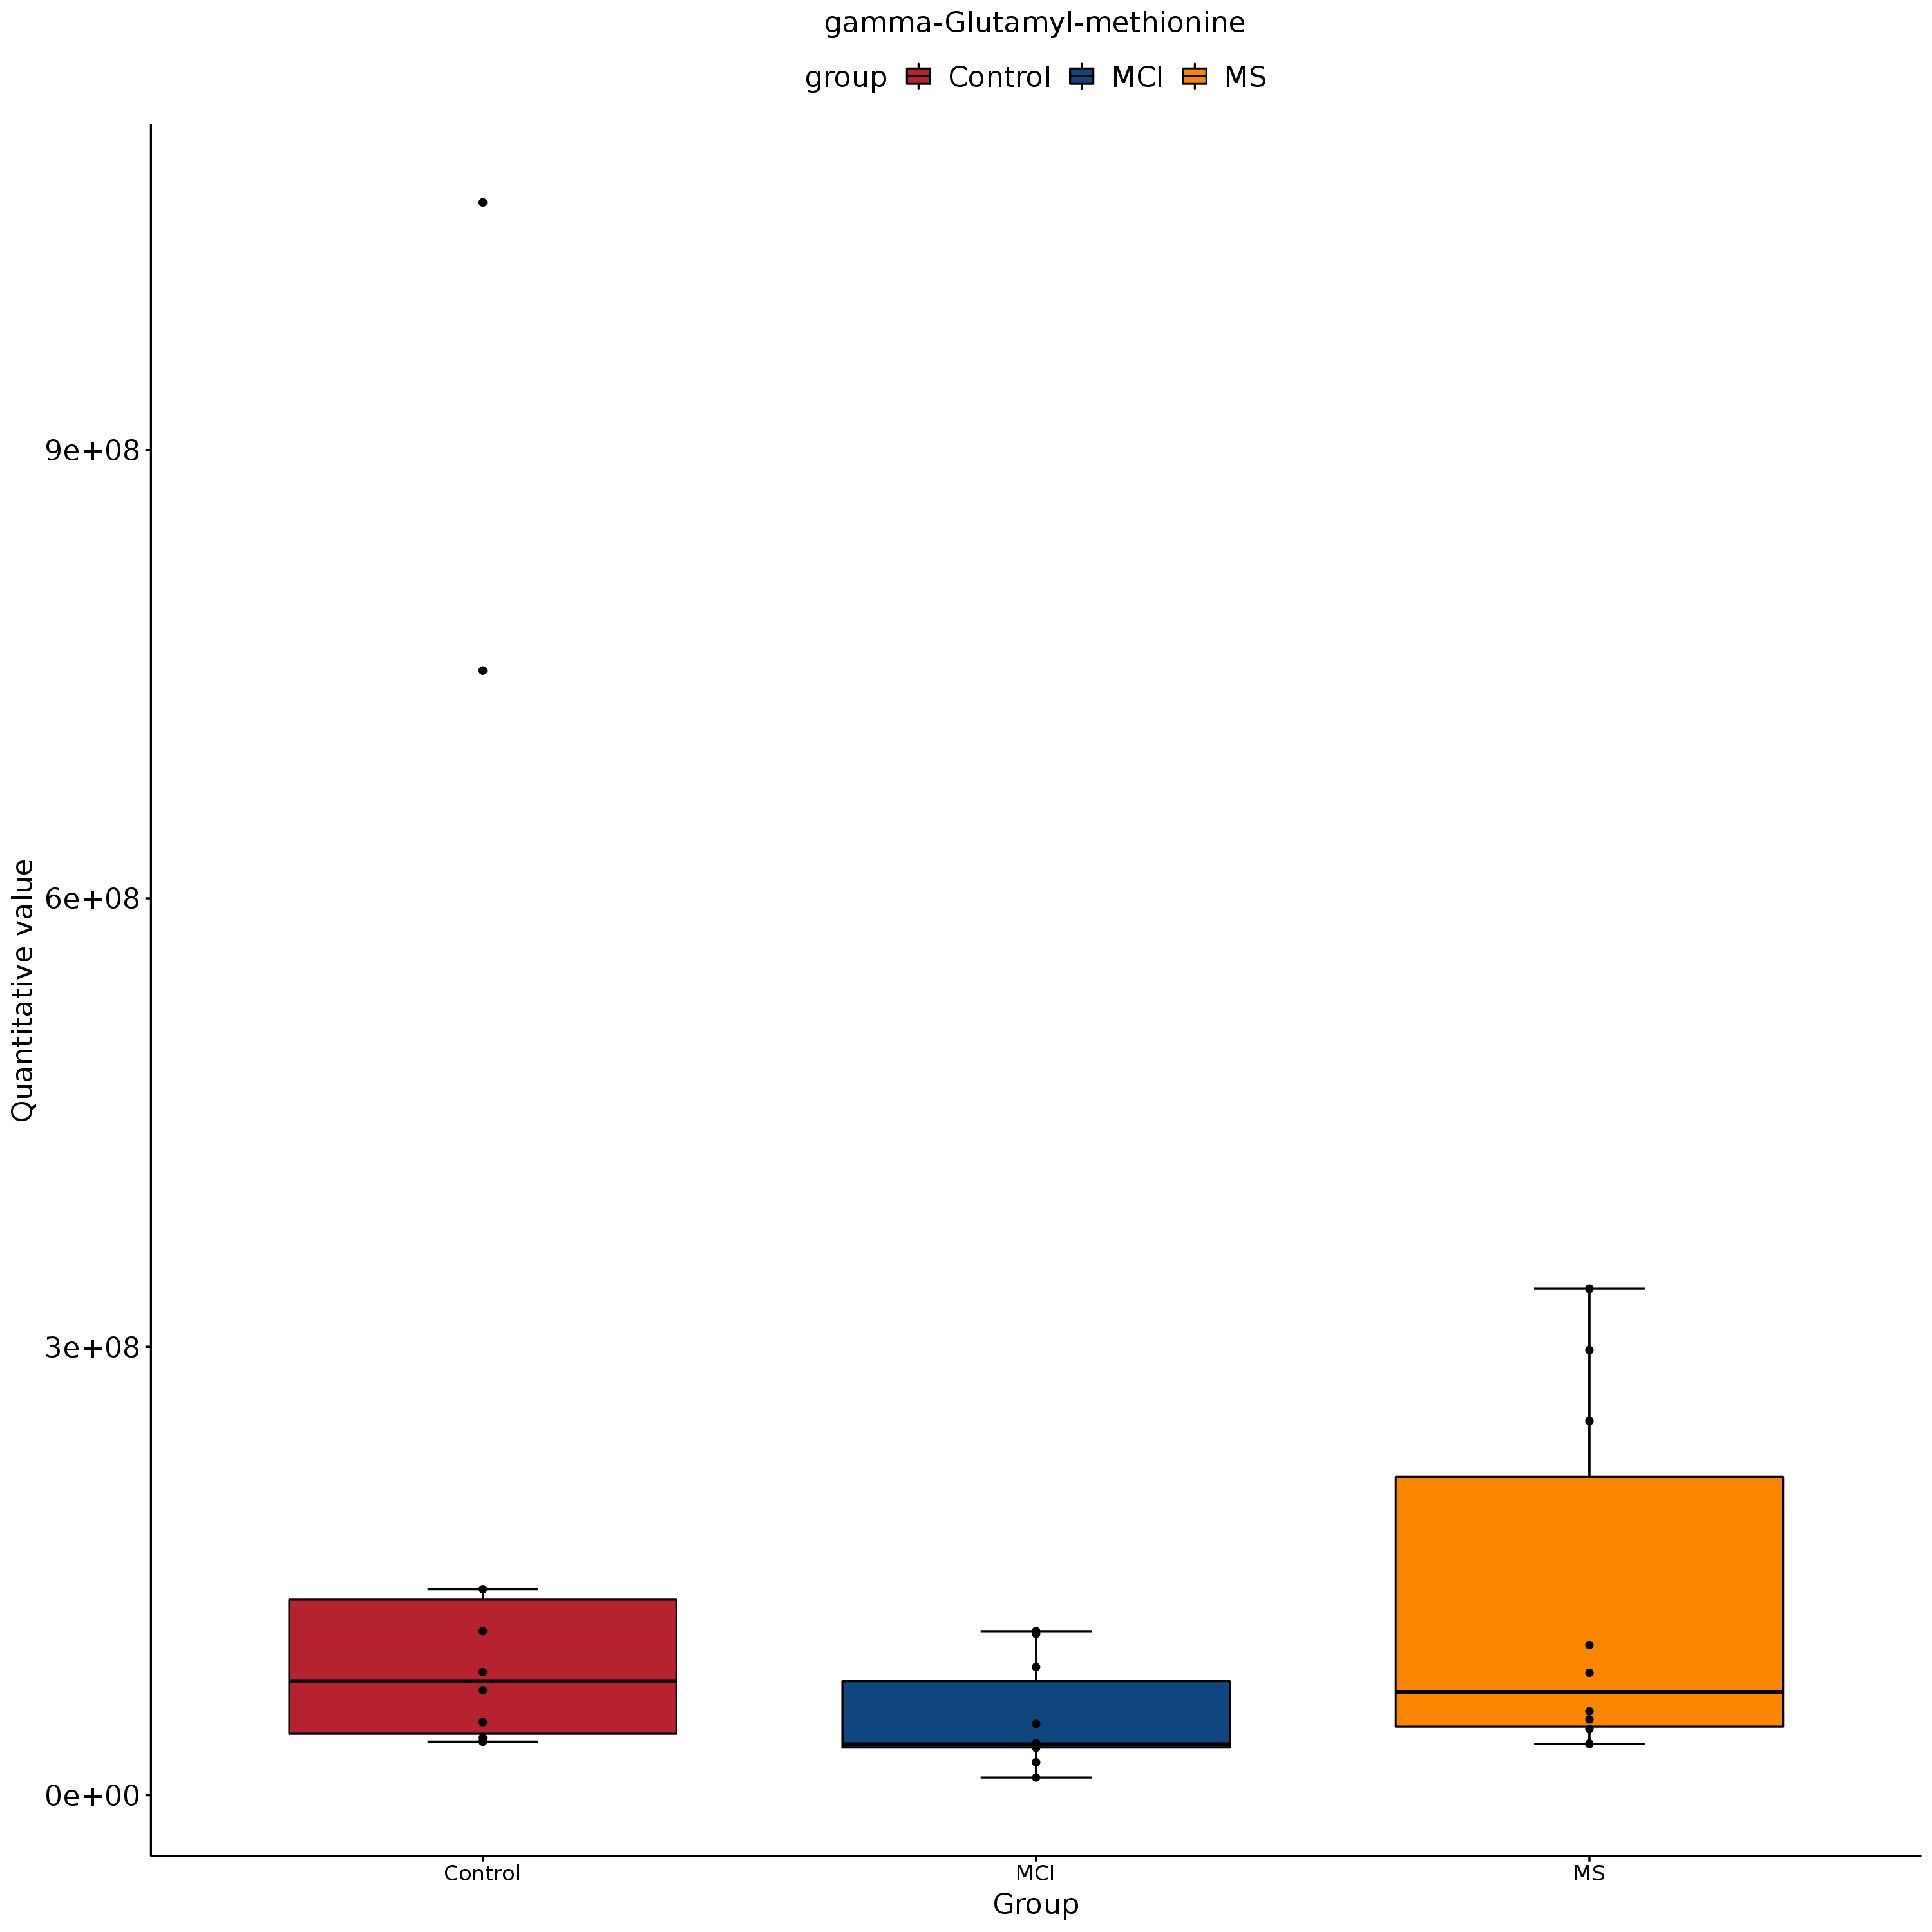 gamma-Glutamyl-methionine
group Control MCI MS
Quantitative value
9e+08
6e+08
3e+08
0e+00
Control MCI MS
Group